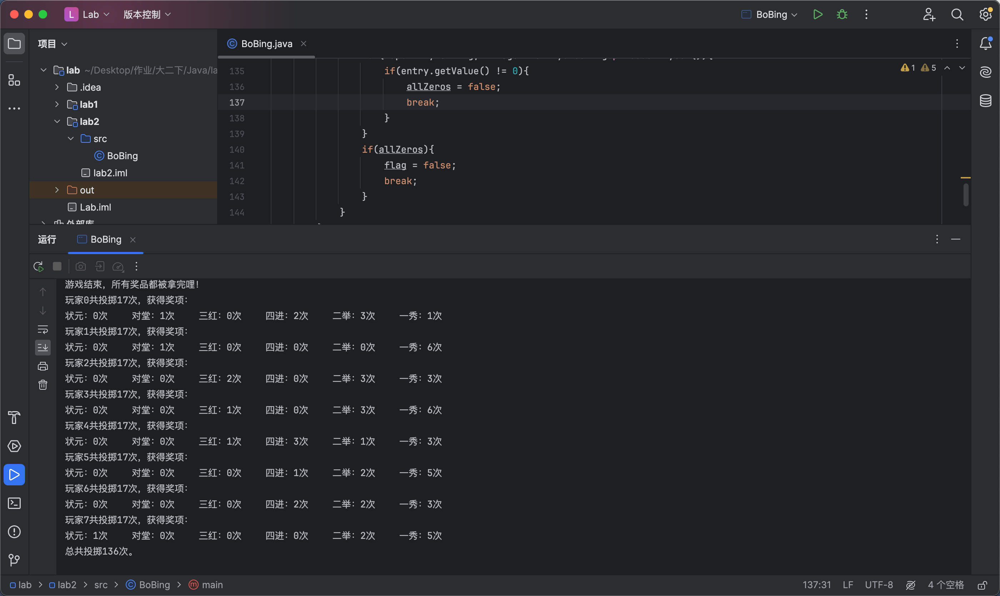 L Lab 版本控制 BoBing
项目
BoBing.java
lab ~/Desktop/作业/大二下/Java/la
.idea
lab1
lab2
src
BoBing
lab2.iml
out
Lab.iml
外部库
1 5
135 if(entry.getValue() != 0){
136 allZeros = false;
137 break;
138 }
139 }
140 if(allZeros){
141 flag = false;
142 break;
143 }
144 }
运行 BoBing
游戏结束，所有奖品都被拿完哩！
玩家0共投掷17次，获得奖项：
状元：0次 对堂：1次 三红：0次 四进：2次 二举：3次 一秀：1次
玩家1共投掷17次，获得奖项：
状元：0次 对堂：1次 三红：0次 四进：0次 二举：0次 一秀：6次
玩家2共投掷17次，获得奖项：
状元：0次 对堂：0次 三红：2次 四进：0次 二举：3次 一秀：3次
玩家3共投掷17次，获得奖项：
状元：0次 对堂：0次 三红：1次 四进：0次 二举：3次 一秀：6次
玩家4共投掷17次，获得奖项：
状元：0次 对堂：0次 三红：1次 四进：3次 二举：1次 一秀：3次
玩家5共投掷17次，获得奖项：
状元：0次 对堂：0次 三红：0次 四进：1次 二举：2次 一秀：5次
玩家6共投掷17次，获得奖项：
状元：0次 对堂：0次 三红：0次 四进：2次 二举：2次 一秀：3次
玩家7共投掷17次，获得奖项：
状元：1次 对堂：0次 三红：0次 四进：0次 二举：2次 一秀：5次
总共投掷136次。
lab lab2 src BoBing main
137:31 LF UTF-8 4 个空格